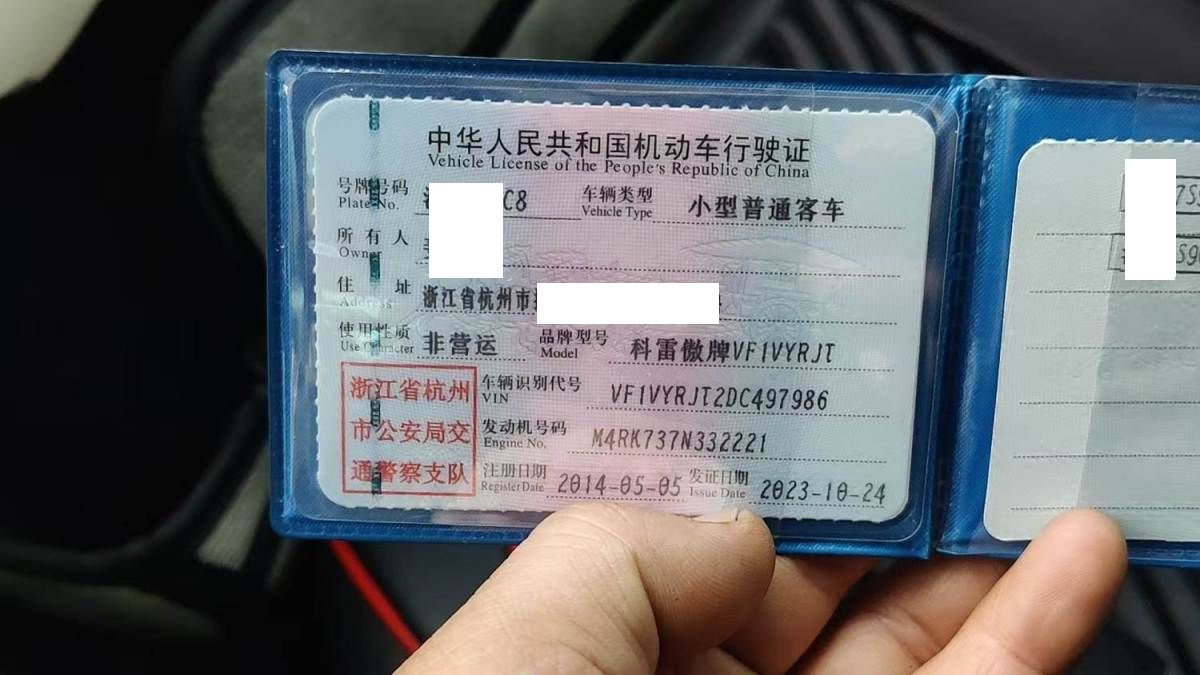 中华人民共和国机动车行驶证
Vehicle License of the People's Republic of China
号牌号码 C8 车辆类型 小型普通客车
Plate No. Vehicle Type
所有人
Owner
住址 浙江省杭州市
Address
使用性质 非营运 品牌型号 科雷傲牌VF1VYRJT
Use Character Model
浙江省杭州
市公安局交
通警察支队
车辆识别代号 VF1VYRJT2DC497986
VIN
发动机号码 M4RK737N332221
Engine No.
注册日期 2014-05-05 发证日期 2023-10-24
Register Date Issue Date